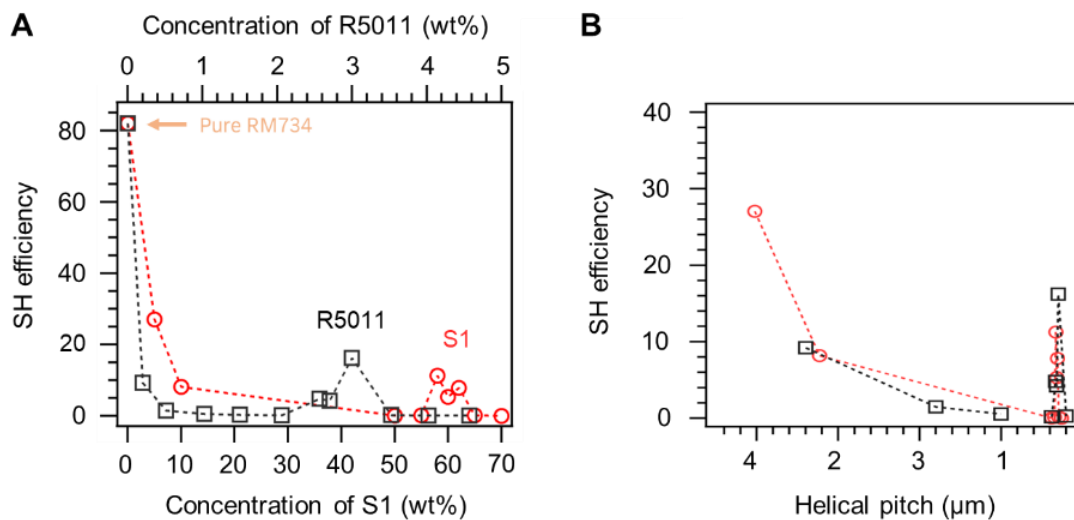 A
Concentration of R5011 (wt%)
0 1 2 3 4 5
Pure RM734
80
60
40
20
0
SH efficiency
R5011
S1
0 10 20 30 40 50 60 70
Concentration of S1 (wt%)
B
40
30
20
10
0
SH efficiency
4 2 3 1
Helical pitch (μm)